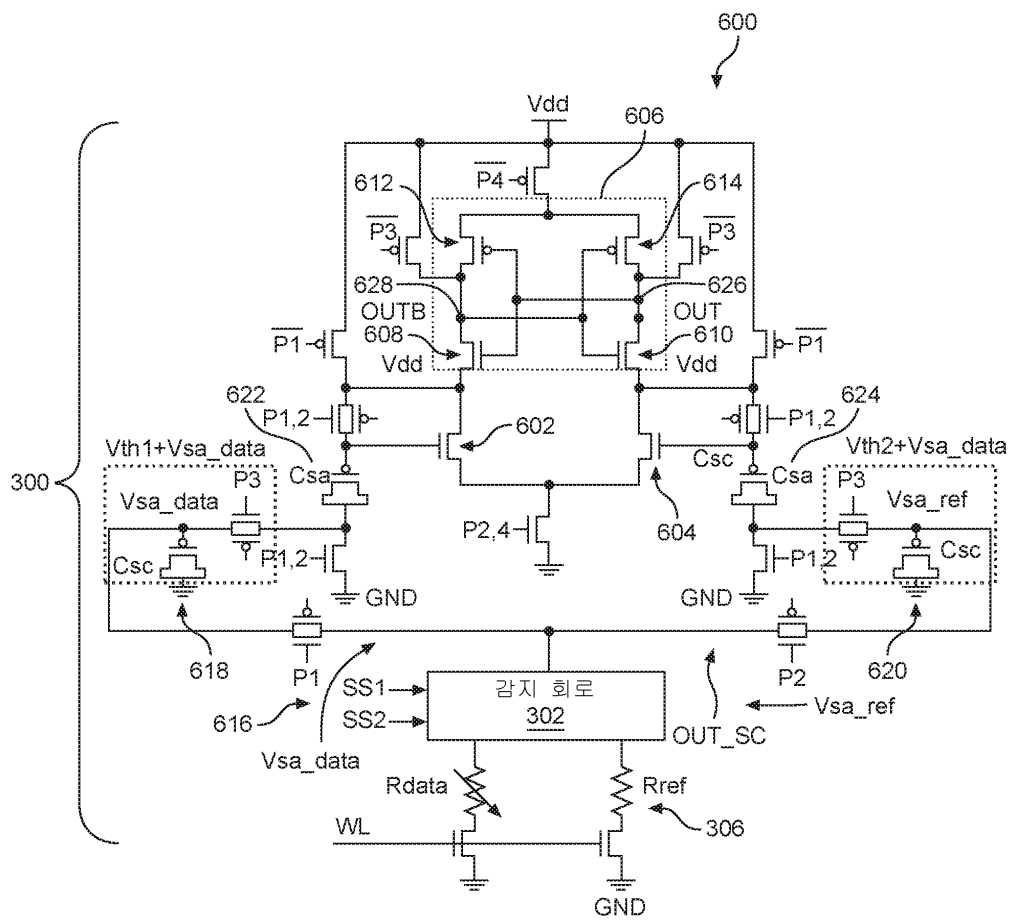 600
Vdd
606
P4
612
614
P3
P3
628
626
OUTB
OUT
608
610
P1
P1
Vdd
Vdd
622
624
P1,2
P1,2
602
Vth1+Vsa_data
Csa
Csc
Csa
Vth2+Vsa_data
300
P3
P3
Vsa_data
Vsa_ref
604
P2,4
Csc
P1,2
P1,2
Csc
GND
GND
618
P1
P2
620
616
SS1
SS2
감지 회로
302
Vsa_ref
OUT_SC
Vsa_data
Rdata
Rref
306
WL
GND